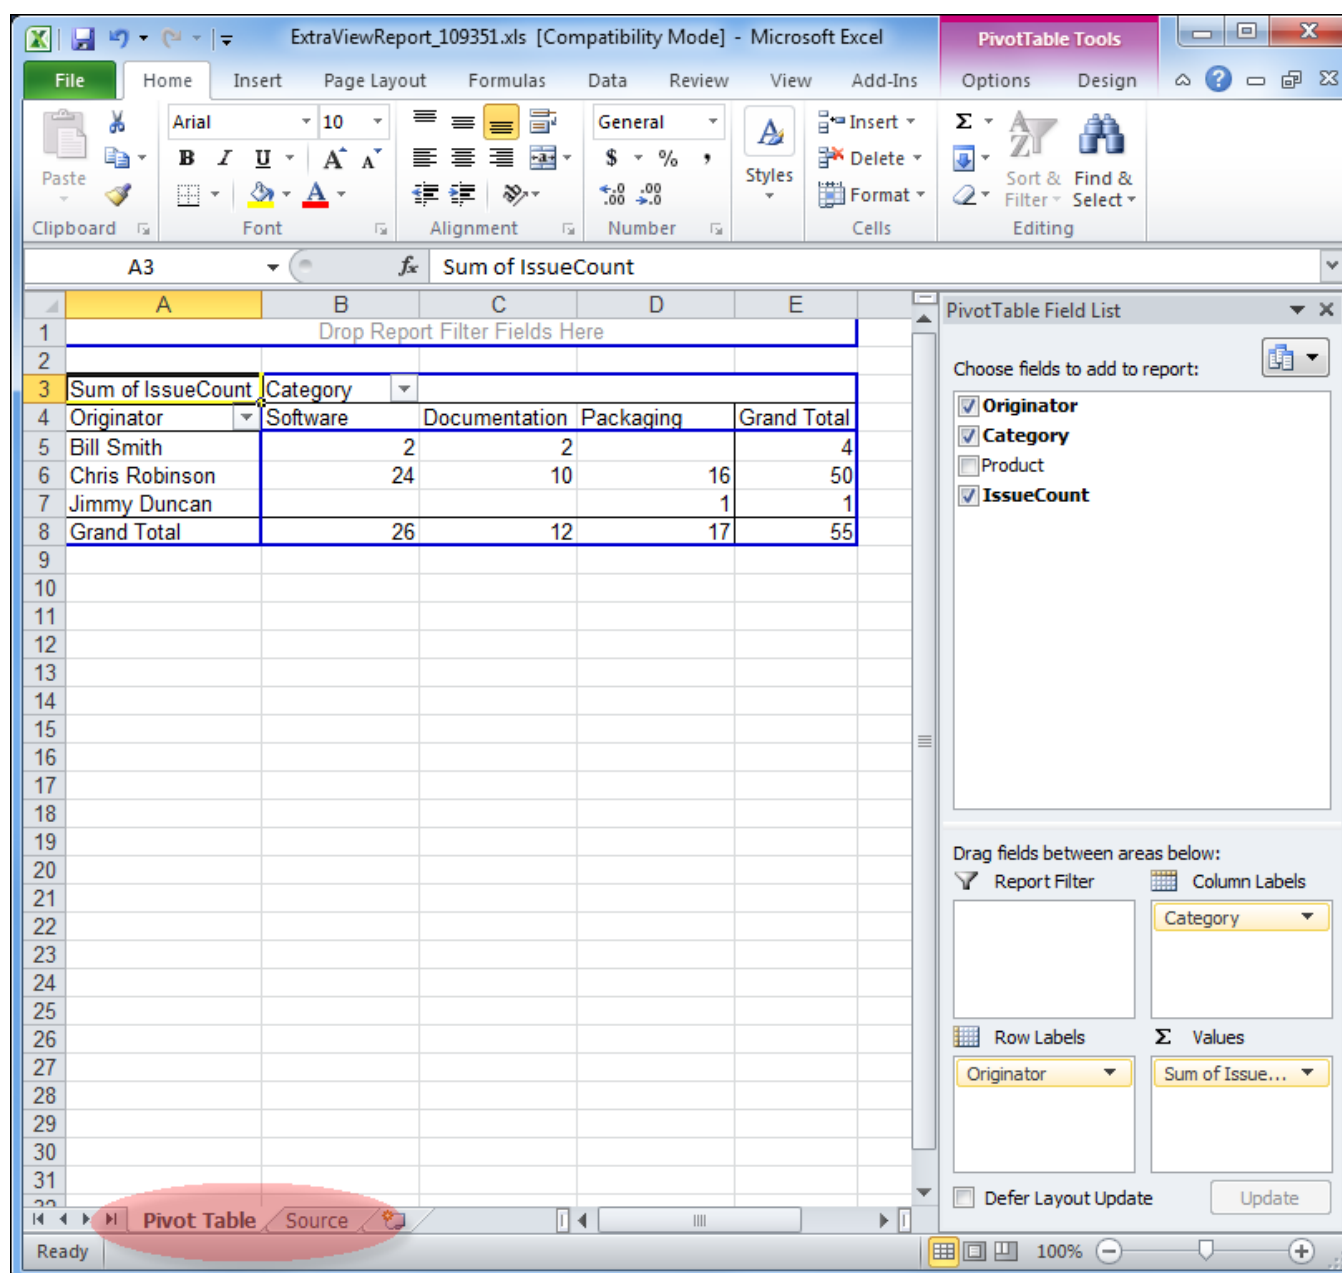 ExtraViewReport_109351.xls [Compatibility Mode] - Microsoft Excel
PivotTable Tools
File Home Insert Page Layout Formulas Data Review View Add-Ins Options Design
Arial 10 General Insert
Delete
Paste Styles Format Sort & Filter Find & Select
Clipboard Font Alignment Number Cells Editing
A3 fx Sum of IssueCount
A B C D E
PivotTable Field List
1 Drop Report Filter Fields Here
2
Choose fields to add to report:
3 Sum of IssueCount Category
4 Originator Software Documentation Packaging Grand Total
5 Bill Smith 2 2 4
6 Chris Robinson 24 10 16 50
7 Jimmy Duncan 1 1
8 Grand Total 26 12 17 55
9
10
11
12
13
14
15
16
17
18
19
20
21
22
23
24
25
26
27
28
29
30
31
Originator
Category
Product
IssueCount
Drag fields between areas below:
Report Filter Column Labels
Category
Row Labels Σ Values
Originator Sum of Issue...
Defer Layout Update Update
Pivot Table Source
Ready 100%